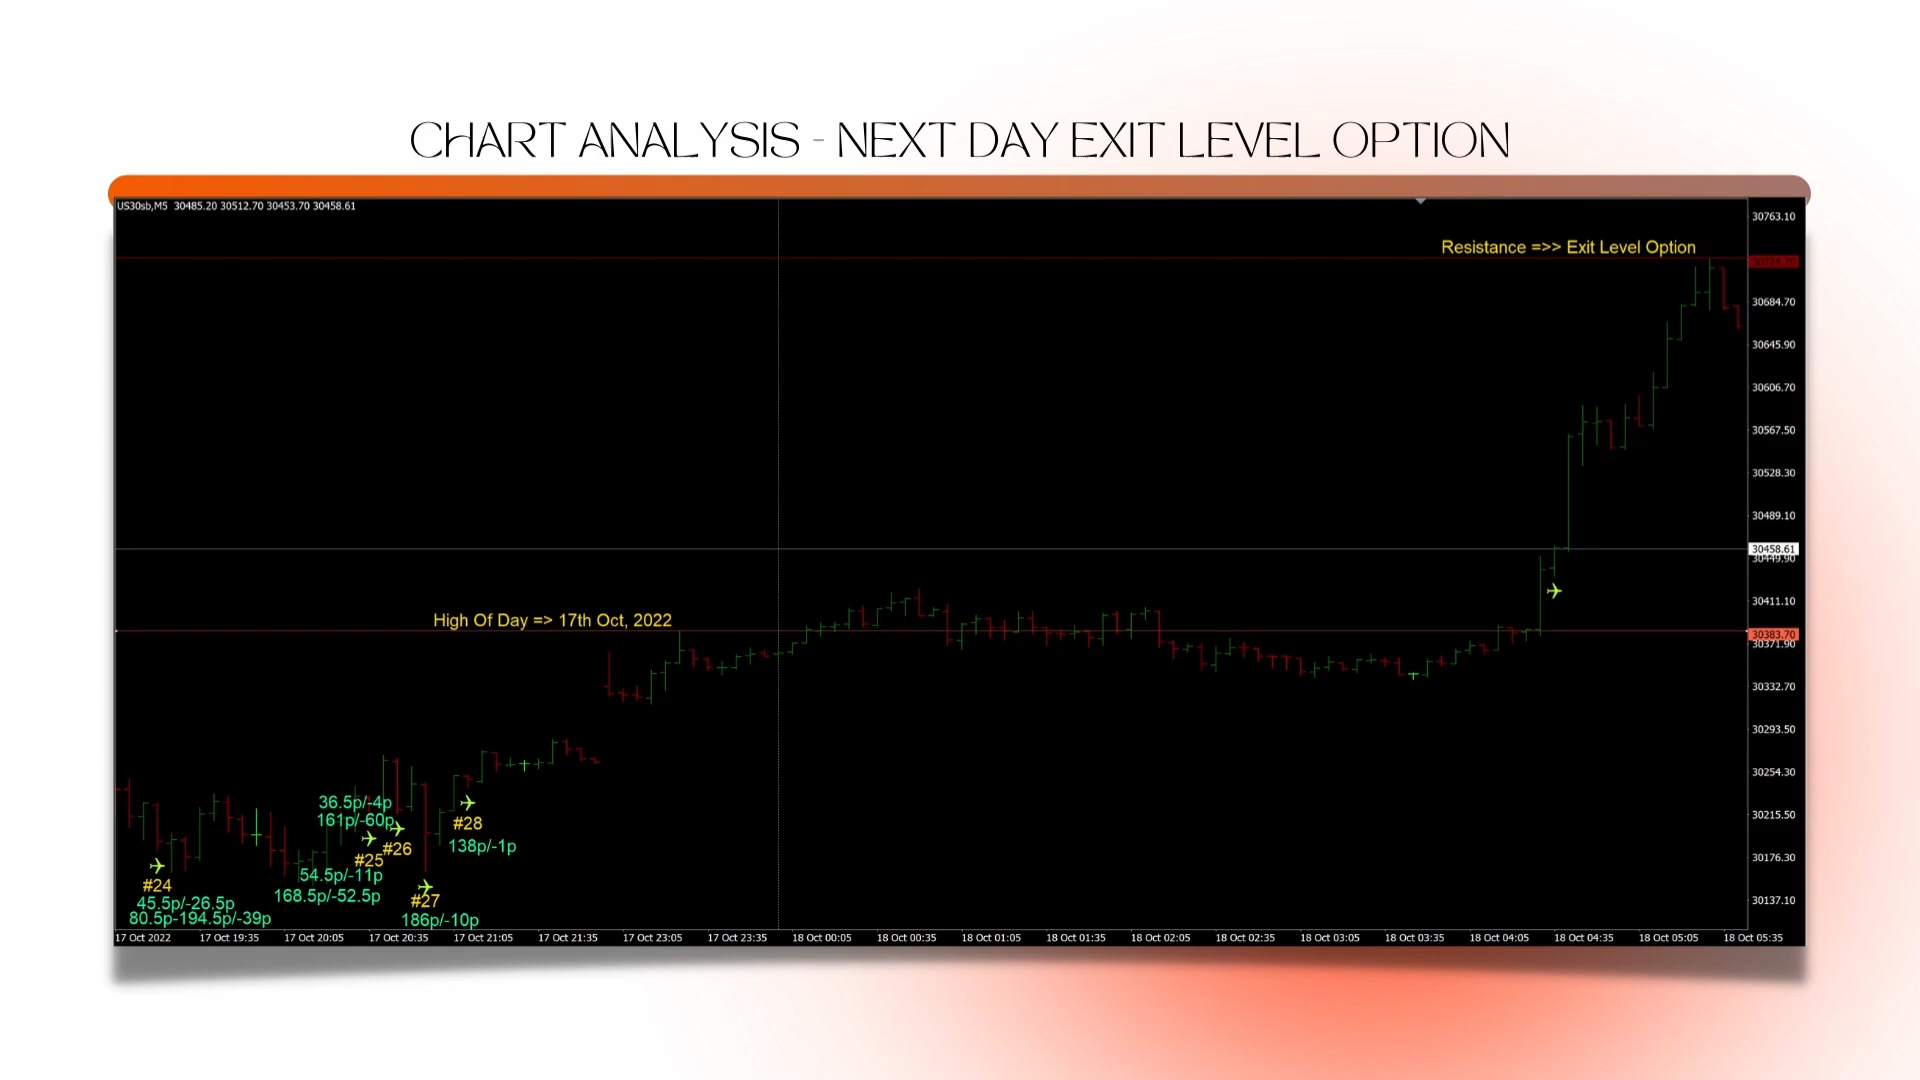 CHART ANALYSIS - NEXT DAY EXIT LEVEL OPTION
US30sb,M5 30485.20 30512.70 30453.70 30458.61
30763.10
Resistance =>> Exit Level Option
30724.70
30684.70
30645.90
30606.70
30567.50
30528.30
30489.10
30458.61
30449.90
30411.10
High Of Day => 17th Oct, 2022
30383.70
30371.90
30332.70
30293.50
30254.30
30215.50
30176.30
30137.10
36.5p/-4p
161p/-60p
#28
138p/-1p
#26
#25
54.5p/-11p
168.5p/-52.5p
#24
45.5p/-26.5p
80.5p-194.5p/-39p
#27
186p/-10p
17 Oct 2022 17 Oct 19:35 17 Oct 20:05 17 Oct 20:35 17 Oct 21:05 17 Oct 21:35 17 Oct 23:05 17 Oct 23:35 18 Oct 00:05 18 Oct 00:35 18 Oct 01:05 18 Oct 01:35 18 Oct 02:05 18 Oct 02:35 18 Oct 03:05 18 Oct 03:35 18 Oct 04:05 18 Oct 04:35 18 Oct 05:05 18 Oct 05:35